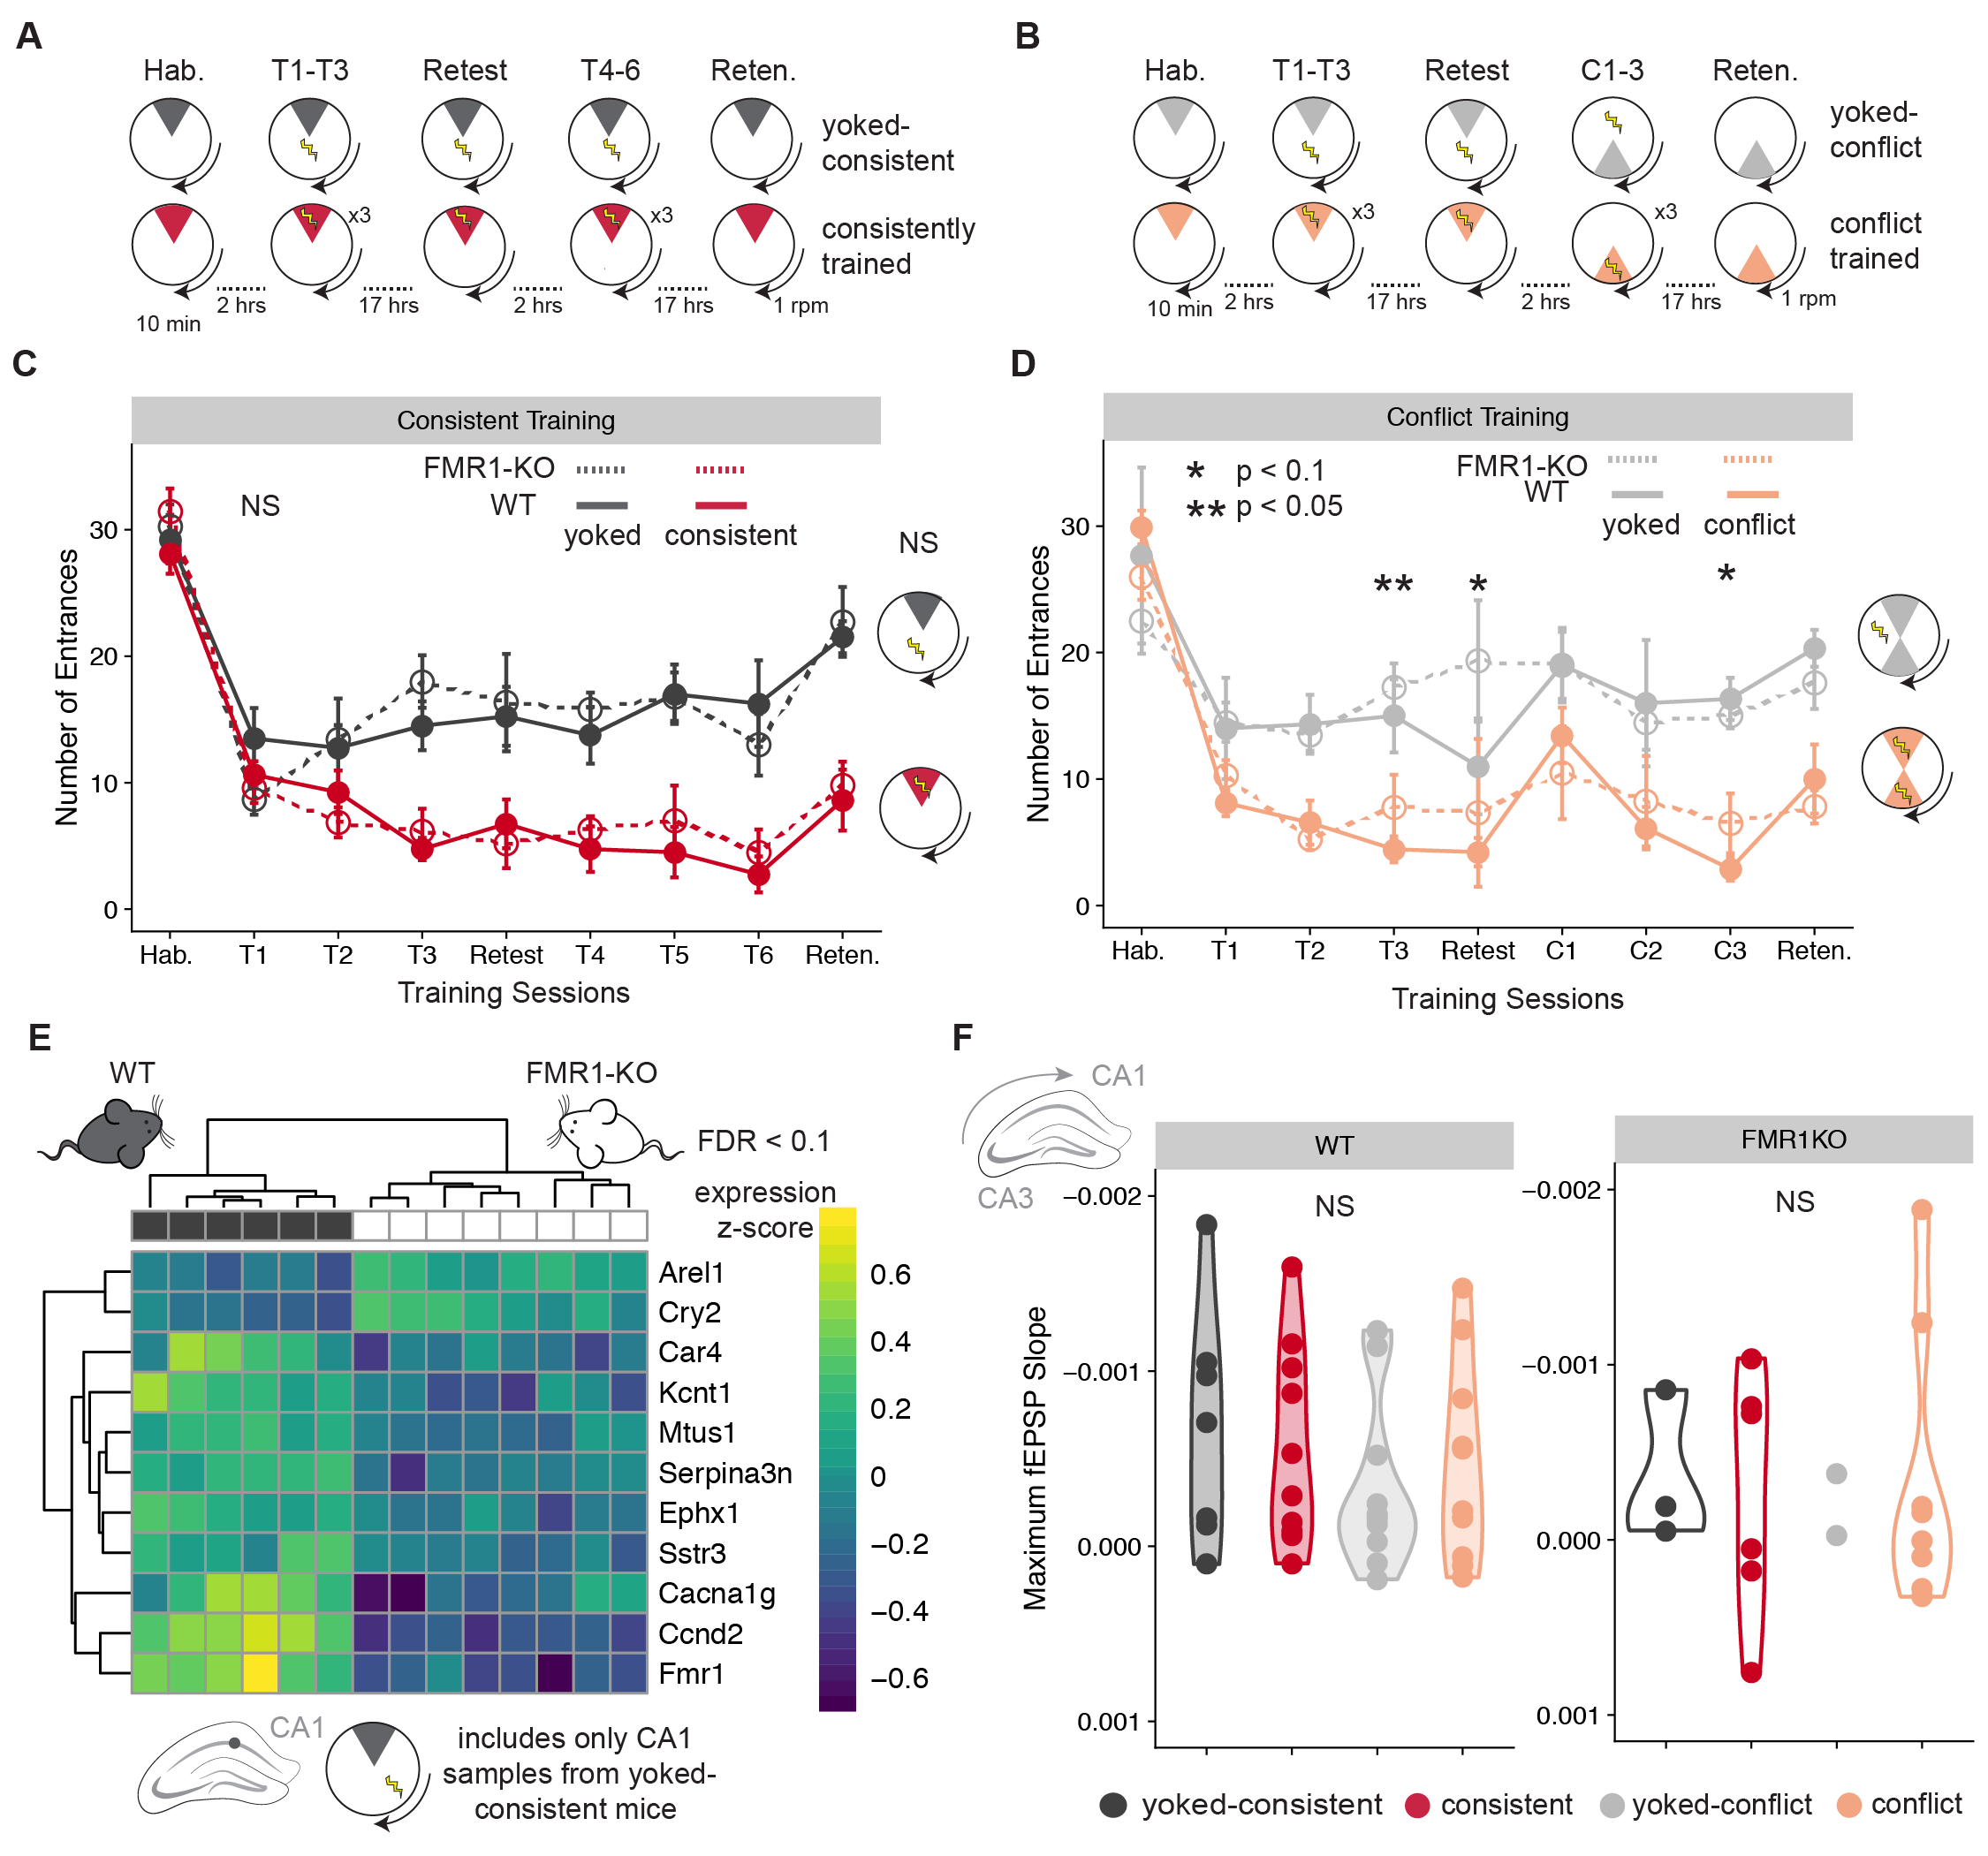 A
Hab. T1-T3 Retest T4-6 Reten.
yoked-
consistent
x3 x3
consistently
trained
10 min 2 hrs 17 hrs 2 hrs 17 hrs 1 rpm
B
Hab. T1-T3 Retest C1-3 Reten.
yoked-
conflict
x3 x3
conflict
trained
10 min 2 hrs 17 hrs 2 hrs 17 hrs 1 rpm
C
Consistent Training
FMR1-KO
WT
yoked consistent
NS
NS
Number of Entrances
30
20
10
0
Hab. T1 T2 T3 Retest T4 T5 T6 Reten.
Training Sessions
D
Conflict Training
* p < 0.1
** p < 0.05
FMR1-KO
WT
yoked conflict
** * *
Number of Entrances
30
20
10
0
Hab. T1 T2 T3 Retest C1 C2 C3 Reten.
Training Sessions
E
WT FMR1-KO
FDR < 0.1
expression
z-score
0.6
0.4
0.2
0
−0.2
−0.4
−0.6
Arel1
Cry2
Car4
Kcnt1
Mtus1
Serpina3n
Ephx1
Sstr3
Cacna1g
Ccnd2
Fmr1
CA1
includes only CA1
samples from yoked-
consistent mice
F
CA1
CA3
WT
NS
Maximum fEPSP Slope
−0.002
−0.001
0.000
0.001
FMR1KO
NS
−0.002
−0.001
0.000
0.001
yoked-consistent consistent yoked-conflict conflict